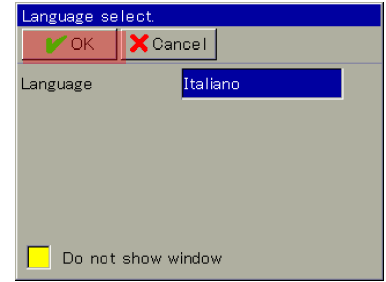 Language select.
OK Cancel
Language Italiano
Do not show window